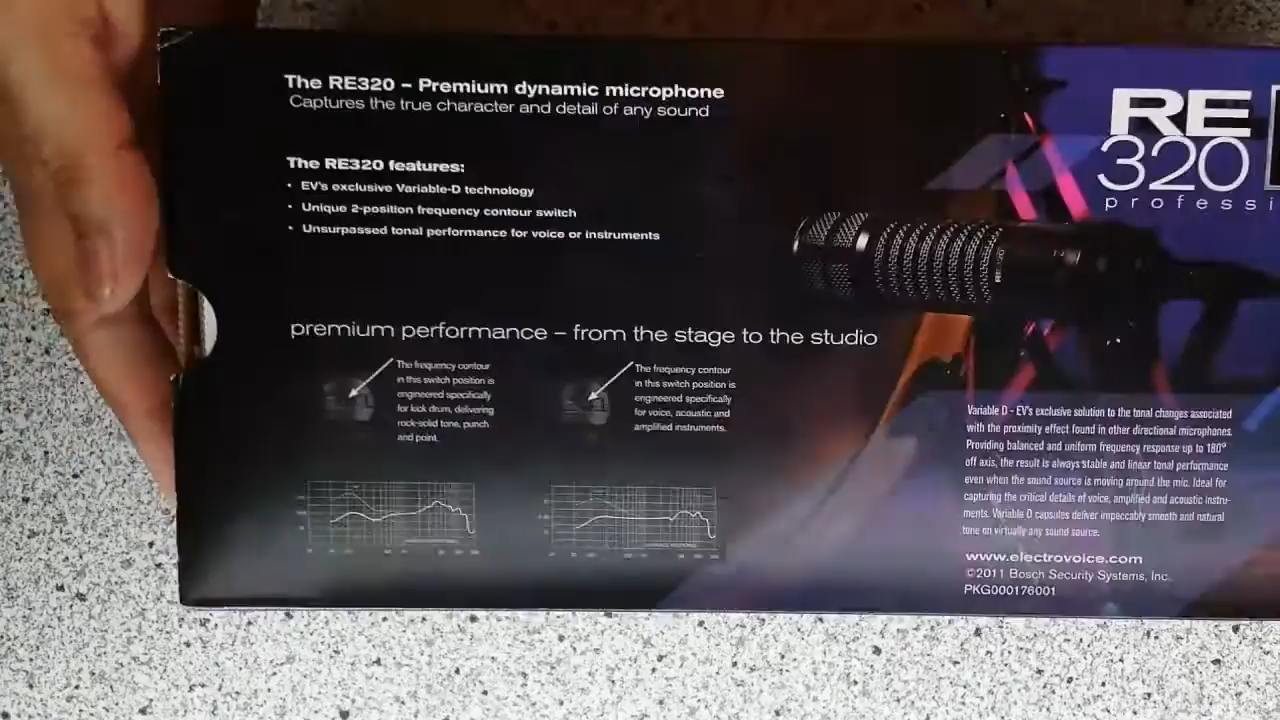 The RE320 – Premium dynamic microphone
Captures the true character and detail of any sound
The RE320 features:
• EV's exclusive Variable-D technology
• Unique 2-position frequency contour switch
• Unsurpassed tonal performance for voice or instruments
premium performance – from the stage to the studio
The frequency contour
in this switch position is
engineered specifically
for kick drum, delivering
rock-solid tone, punch
and point.
The frequency contour
in this switch position is
engineered specifically
for voice, acoustic and
amplified instruments.
RE
320
professi
Variable D - EV's exclusive solution to the tonal changes associated
with the proximity effect found in other directional microphones.
Providing balanced and uniform frequency response up to 180°
off axis, the result is always stable and linear tonal performance
even when the sound source is moving around the mic. Ideal for
capturing the critical details of voice, amplified and acoustic instru-
ments. Variable D capsules deliver impeccably smooth and natural
tone on virtually any sound source.
www.electrovoice.com
©2011 Bosch Security Systems, Inc.
PKG000176001